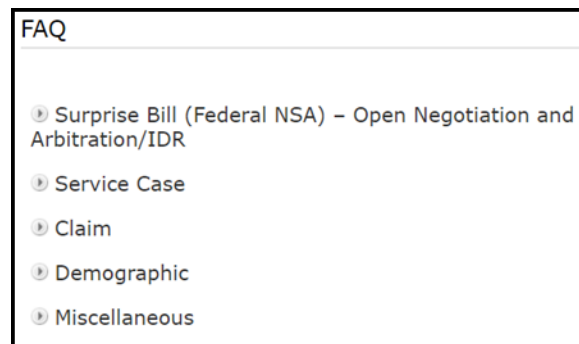 FAQ
Surprise Bill (Federal NSA) – Open Negotiation and
Arbitration/IDR
Service Case
Claim
Demographic
Miscellaneous